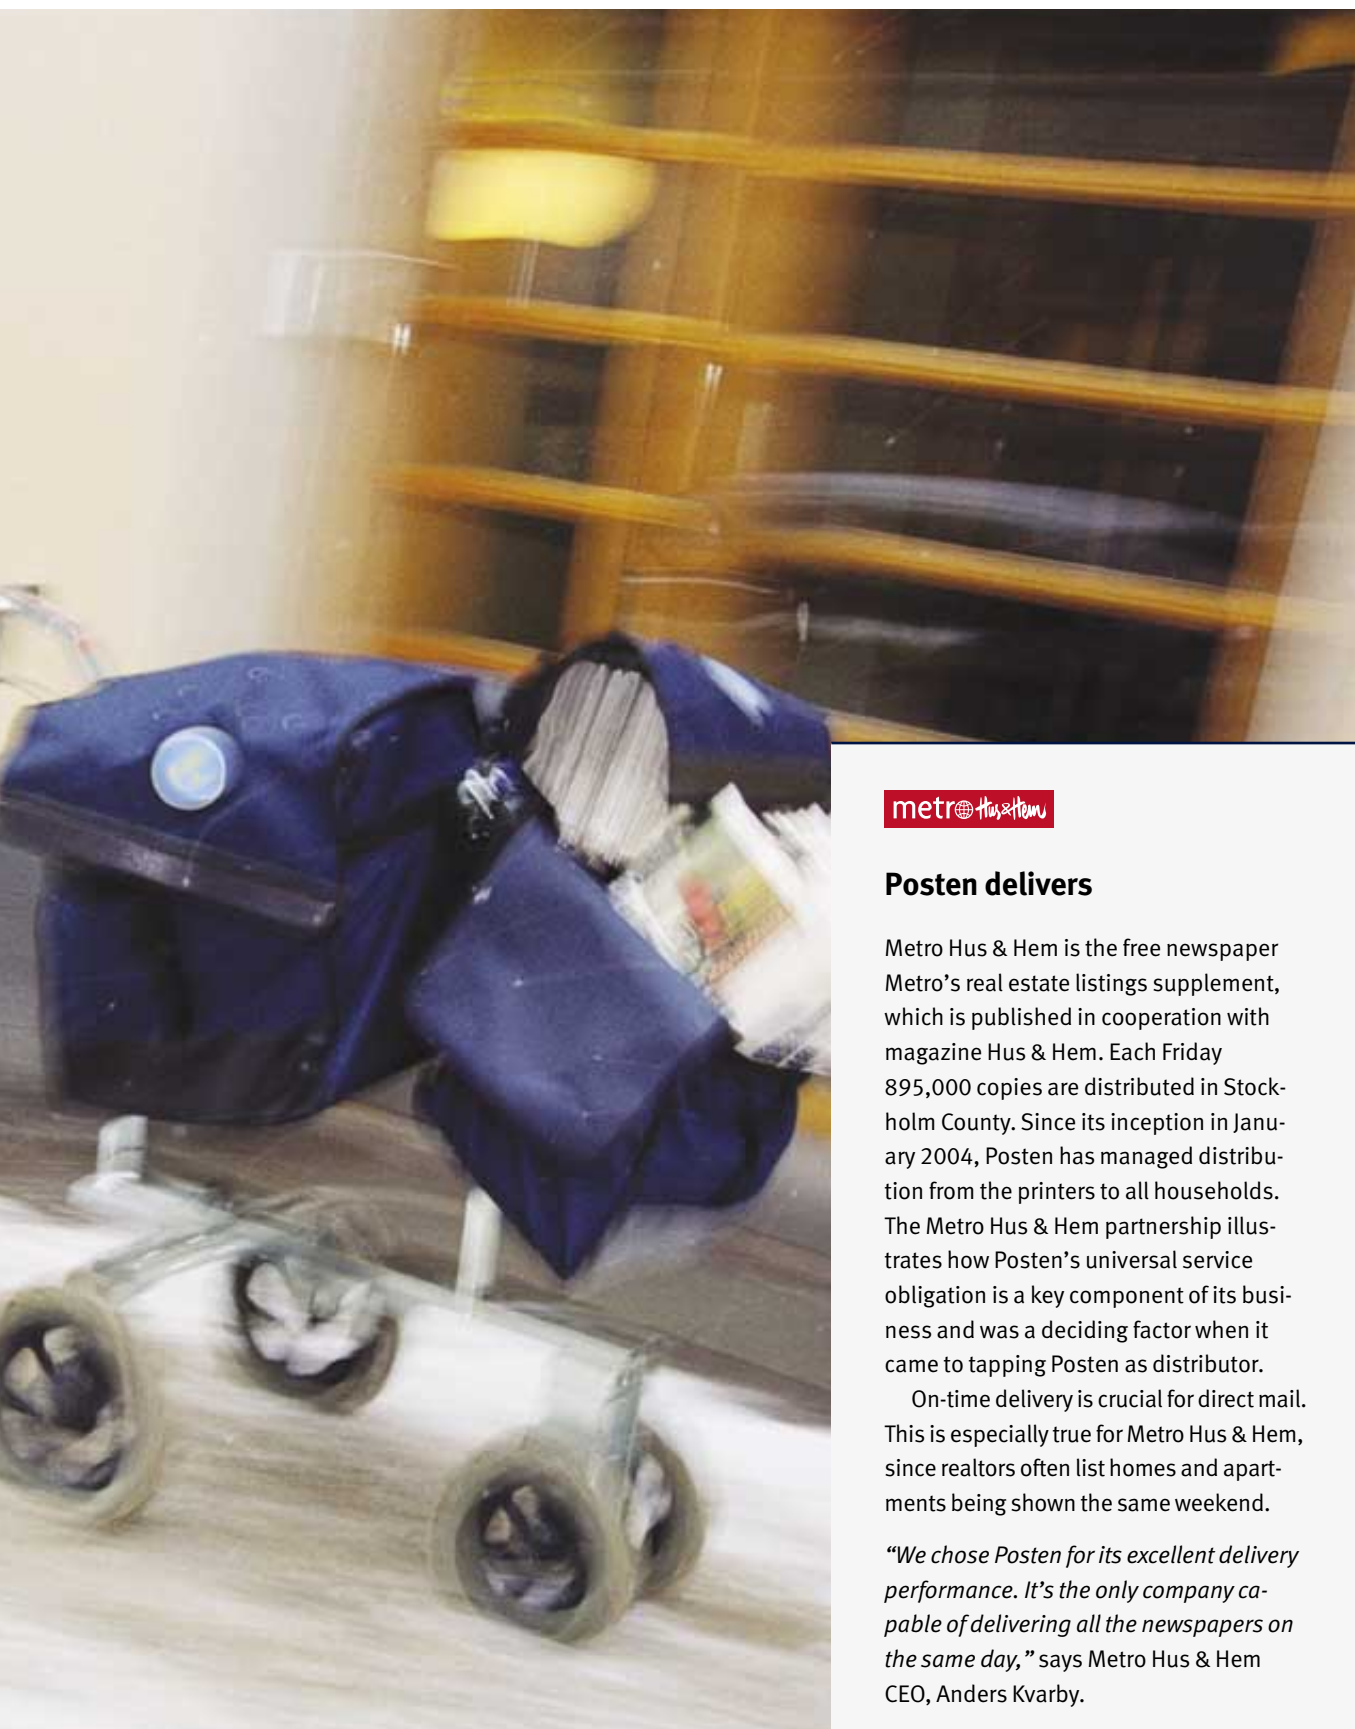 metro Hus & Hem
Posten delivers
Metro Hus & Hem is the free newspaper
Metro’s real estate listings supplement,
which is published in cooperation with
magazine Hus & Hem. Each Friday
895,000 copies are distributed in Stock-
holm County. Since its inception in Janu-
ary 2004, Posten has managed distribu-
tion from the printers to all households.
The Metro Hus & Hem partnership illus-
trates how Posten’s universal service
obligation is a key component of its busi-
ness and was a deciding factor when it
came to tapping Posten as distributor.
On-time delivery is crucial for direct mail.
This is especially true for Metro Hus & Hem,
since realtors often list homes and apart-
ments being shown the same weekend.
“We chose Posten for its excellent delivery
performance. It’s the only company ca-
pable of delivering all the newspapers on
the same day,” says Metro Hus & Hem
CEO, Anders Kvarby.